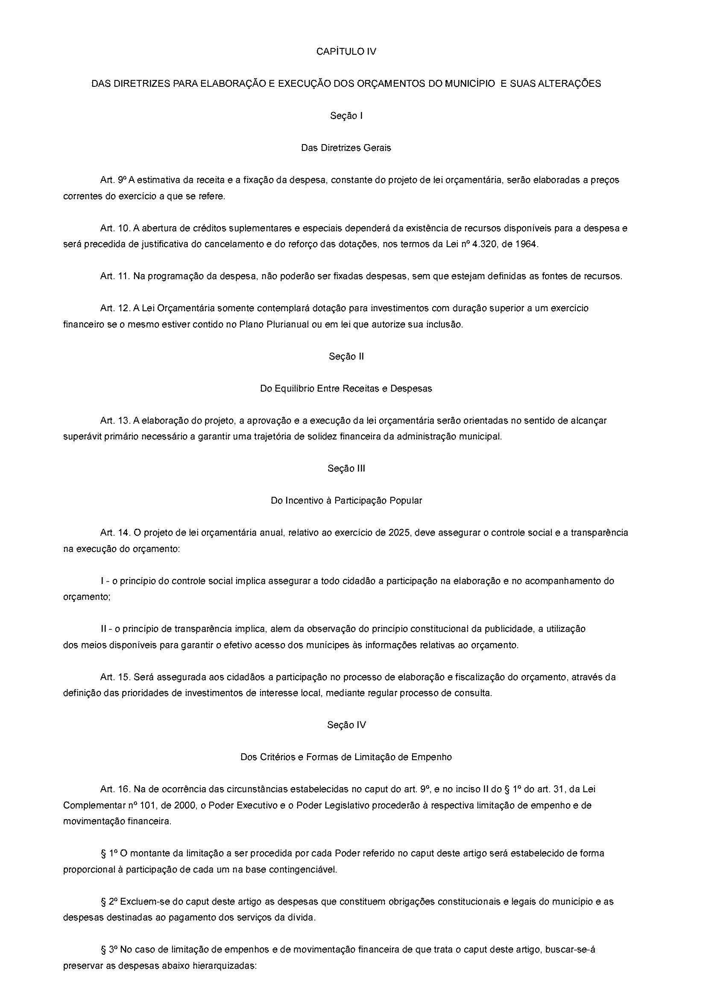 CAPÍTULO IV
DAS DIRETRIZES PARA ELABORAÇÃO E EXECUÇÃO DOS ORÇAMENTOS DO MUNICÍPIO  E SUAS ALTERAÇÕES
Seção I
Das Diretrizes Gerais
Art. 9º A estimativa da receita e a fixação da despesa, constante do projeto de lei orçamentária, serão elaboradas a preços
correntes do exercício a que se refere.
Art. 10. A abertura de créditos suplementares e especiais dependerá da existência de recursos disponíveis para a despesa e
será precedida de justificativa do cancelamento e do reforço das dotações, nos termos da Lei nº 4.320, de 1964.
Art. 11. Na programação da despesa, não poderão ser fixadas despesas, sem que estejam definidas as fontes de recursos.
Art. 12. A Lei Orçamentária somente contemplará dotação para investimentos com duração superior a um exercício
financeiro se o mesmo estiver contido no Plano Plurianual ou em lei que autorize sua inclusão.
Seção II
Do Equilíbrio Entre Receitas e Despesas
Art. 13. A elaboração do projeto, a aprovação e a execução da lei orçamentária serão orientadas no sentido de alcançar
superávit primário necessário a garantir uma trajetória de solidez financeira da administração municipal.
Seção III
Do Incentivo à Participação Popular
Art. 14. O projeto de lei orçamentária anual, relativo ao exercício de 2025, deve assegurar o controle social e a transparência
na execução do orçamento:
I - o princípio do controle social implica assegurar a todo cidadão a participação na elaboração e no acompanhamento do
orçamento;
II - o princípio de transparência implica, alem da observação do princípio constitucional da publicidade, a utilização
dos meios disponíveis para garantir o efetivo acesso dos munícipes às informações relativas ao orçamento.
Art. 15. Será assegurada aos cidadãos a participação no processo de elaboração e fiscalização do orçamento, através da
definição das prioridades de investimentos de interesse local, mediante regular processo de consulta.
Seção IV
Dos Critérios e Formas de Limitação de Empenho
Art. 16. Na de ocorrência das circunstâncias estabelecidas no caput do art. 9º, e no inciso II do § 1º do art. 31, da Lei
Complementar nº 101, de 2000, o Poder Executivo e o Poder Legislativo procederão à respectiva limitação de empenho e de
movimentação financeira.
§ 1º O montante da limitação a ser procedida por cada Poder referido no caput deste artigo será estabelecido de forma
proporcional à participação de cada um na base contingenciável.
§ 2º Excluem-se do caput deste artigo as despesas que constituem obrigações constitucionais e legais do município e as
despesas destinadas ao pagamento dos serviços da dívida.
§ 3º No caso de limitação de empenhos e de movimentação financeira de que trata o caput deste artigo, buscar-se-á
preservar as despesas abaixo hierarquizadas: